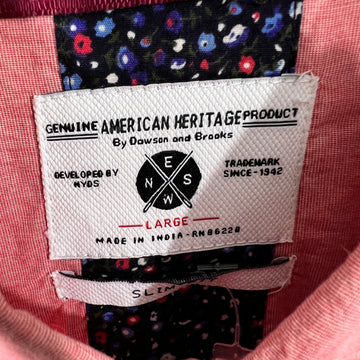 GENUINE AMERICAN HERITAGE PRODUCT
By Dawson and Brooks
DEVELOPED BY NYDS
TRADEMARK SINCE-1942
E
N S
W
LARGE
MADE IN INDIA-RN86228
SLIM